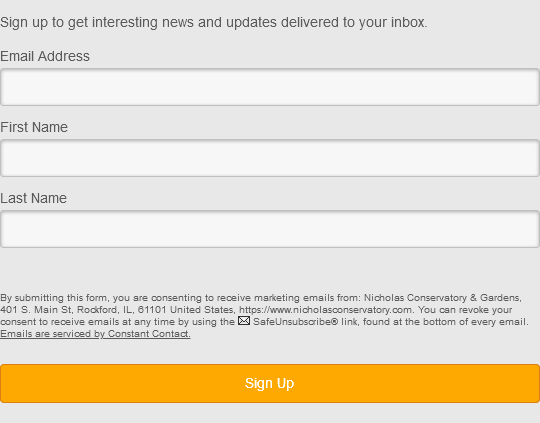 Sign up to get interesting news and updates delivered to your inbox.
Email Address
First Name
Last Name
By submitting this form, you are consenting to receive marketing emails from: Nicholas Conservatory & Gardens,
401 S. Main St, Rockford, IL, 61101 United States, https://www.nicholasconservatory.com. You can revoke your
consent to receive emails at any time by using the SafeUnsubscribe® link, found at the bottom of every email.
Emails are serviced by Constant Contact.
Sign Up